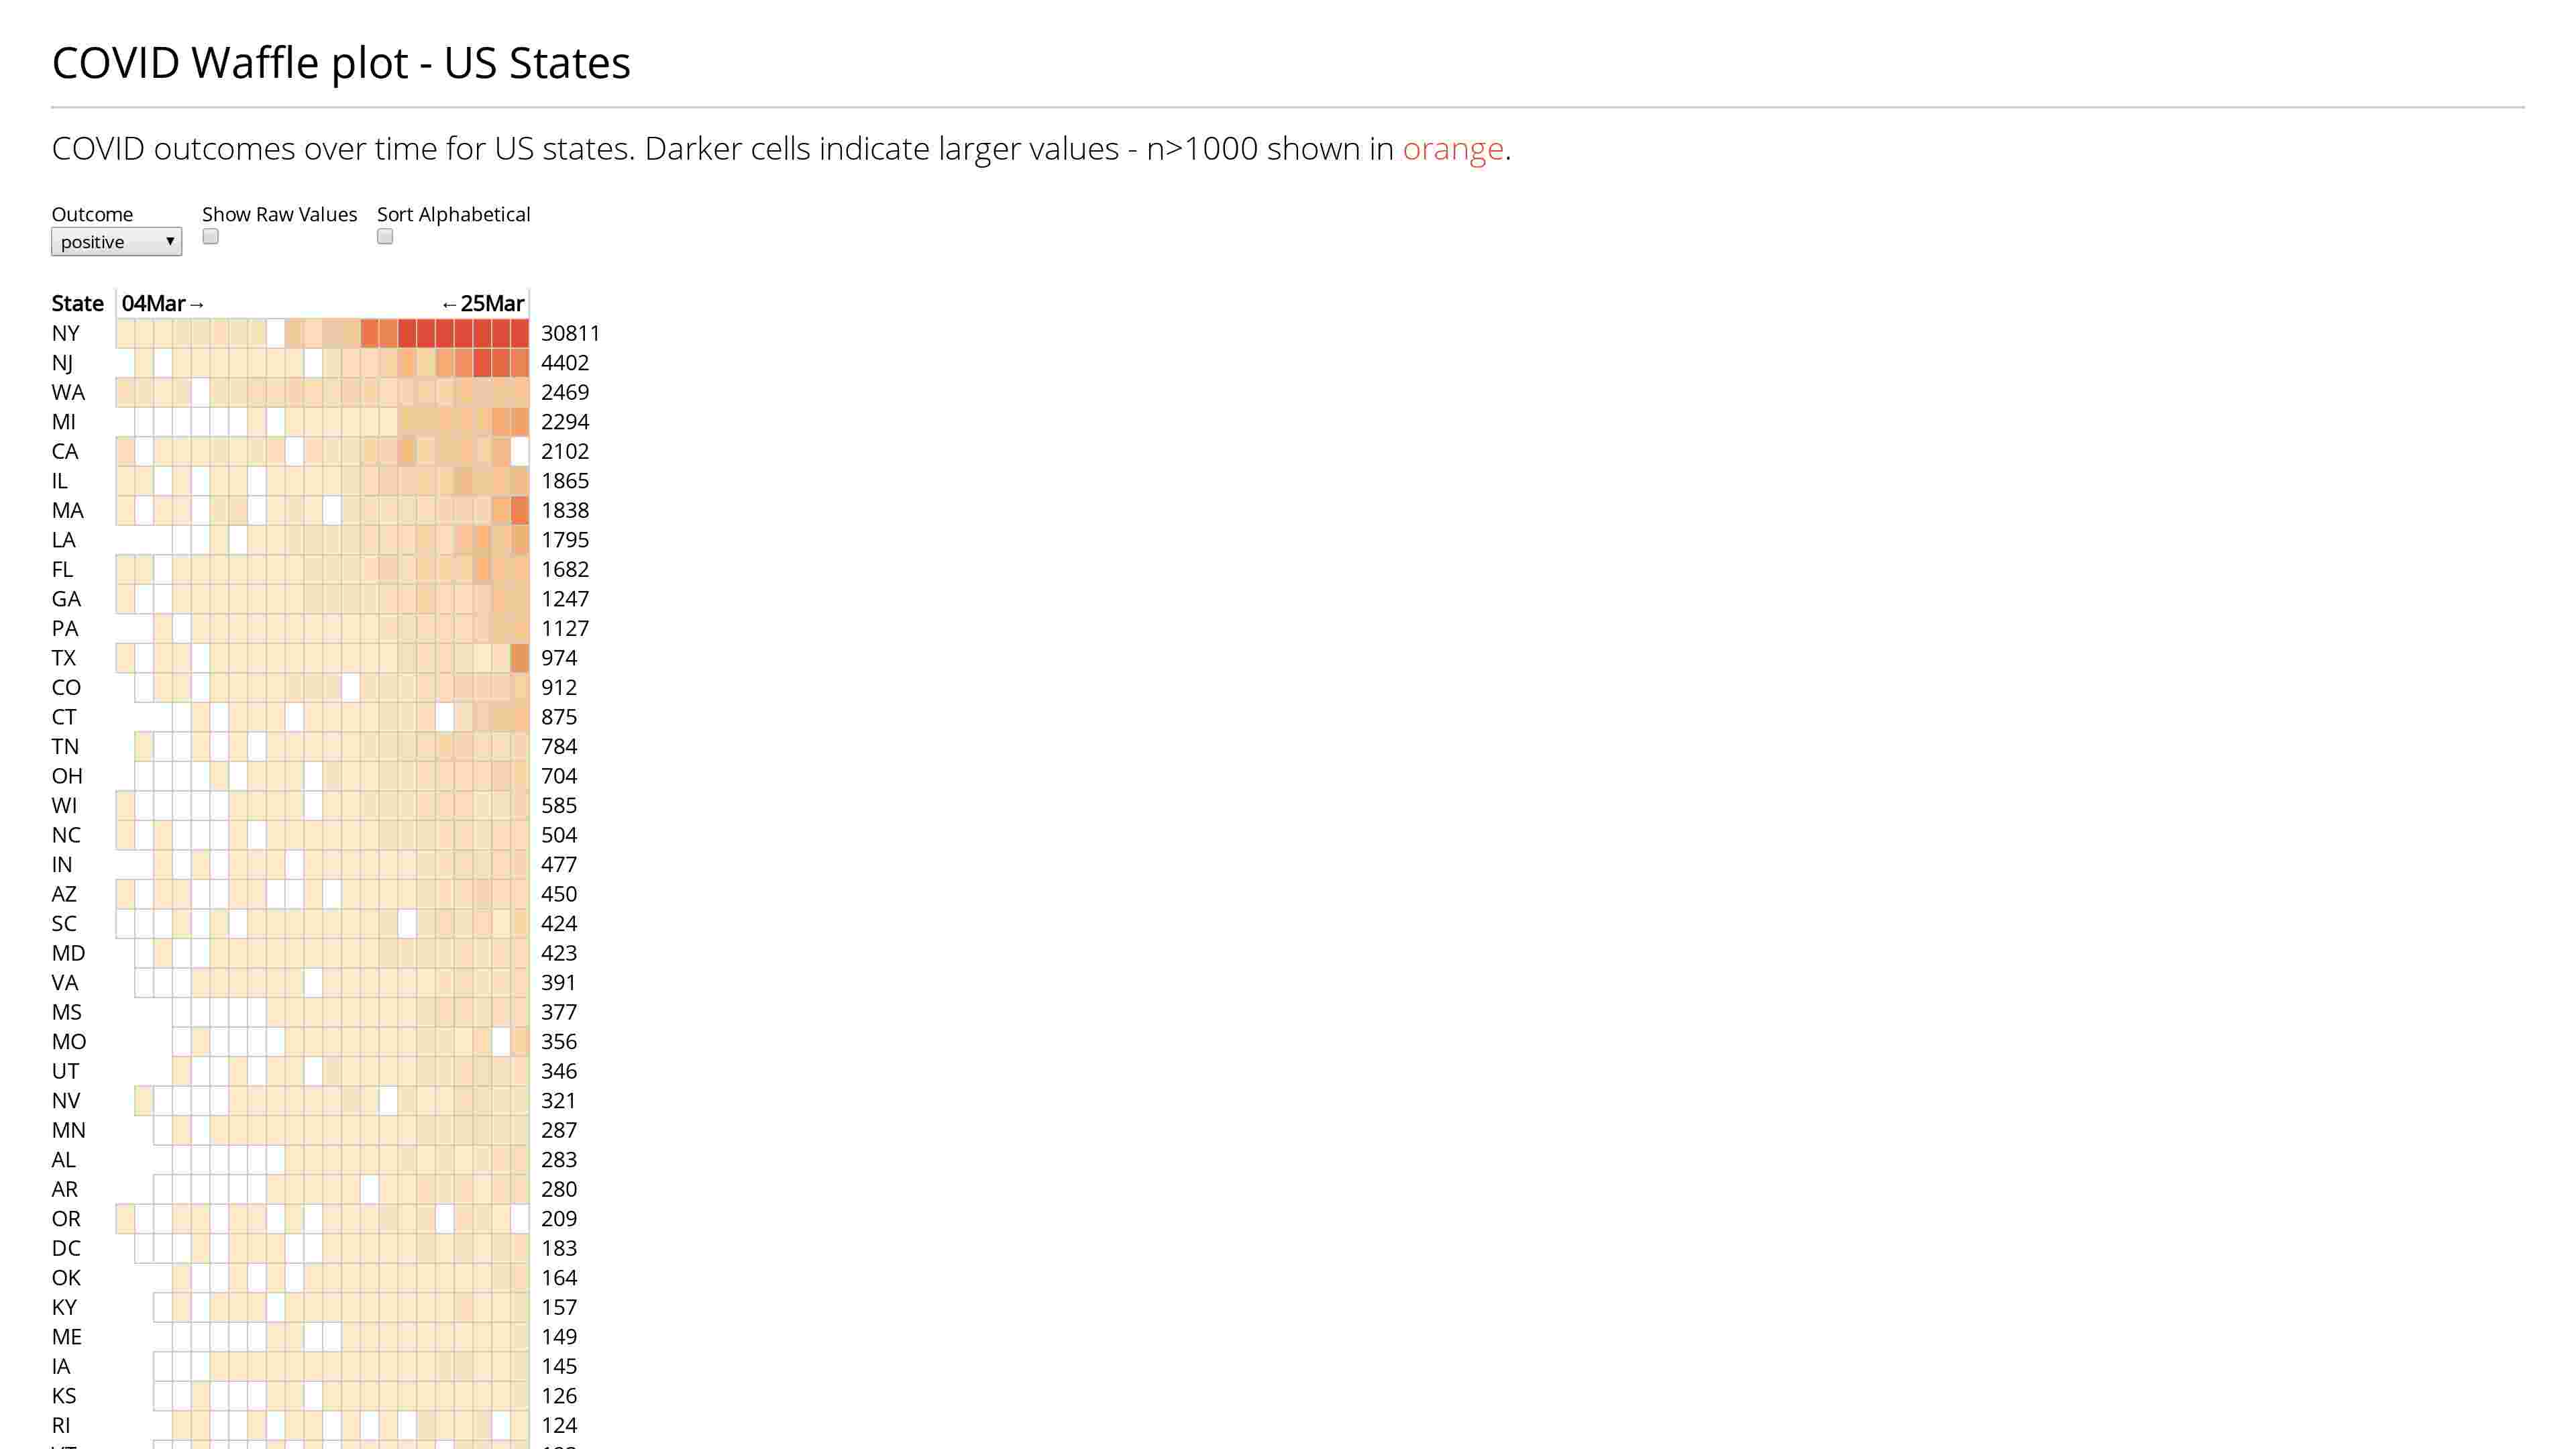 COVID Waffle plot - US States
COVID outcomes over time for US states. Darker cells indicate larger values - n>1000 shown in orange.
Outcome Show Raw Values Sort Alphabetical
positive
State 04Mar→ ←25Mar
NY 30811
NJ 4402
WA 2469
MI 2294
CA 2102
IL 1865
MA 1838
LA 1795
FL 1682
GA 1247
PA 1127
TX 974
CO 912
CT 875
TN 784
OH 704
WI 585
NC 504
IN 477
AZ 450
SC 424
MD 423
VA 391
MS 377
MO 356
UT 346
NV 321
MN 287
AL 283
AR 280
OR 209
DC 183
OK 164
KY 157
ME 149
IA 145
KS 126
RI 124